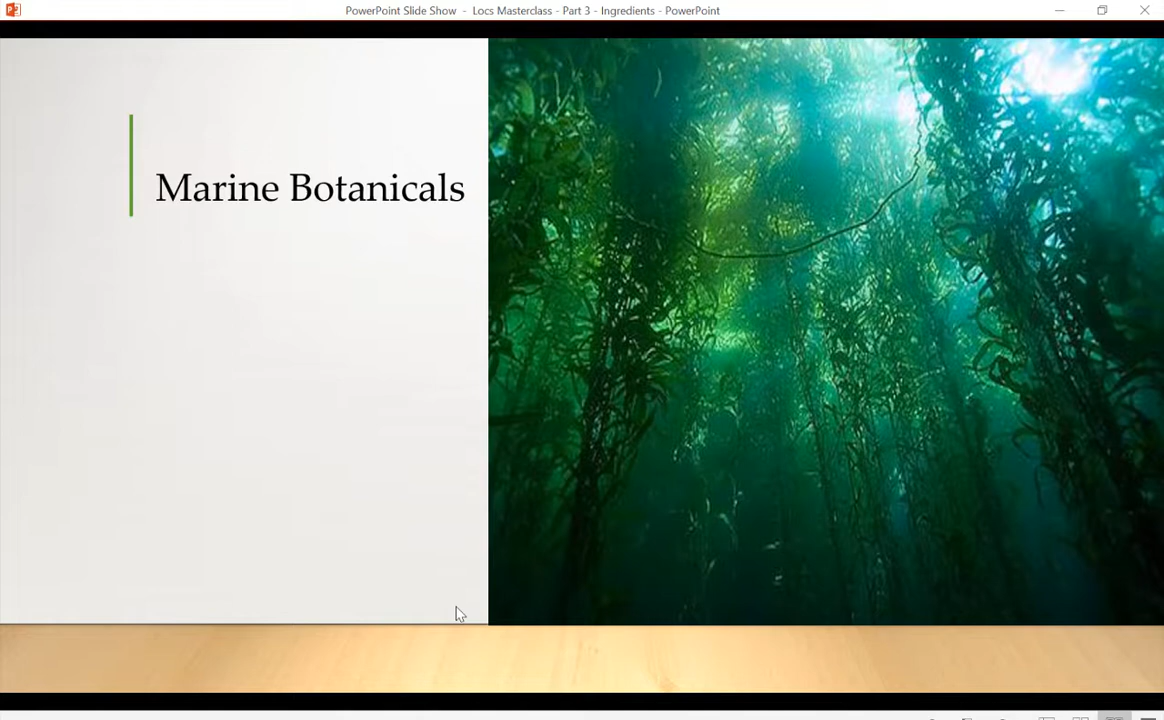 PowerPoint Slide Show - Locs Masterclass - Part 3 - Ingredients - PowerPoint
Marine Botanicals